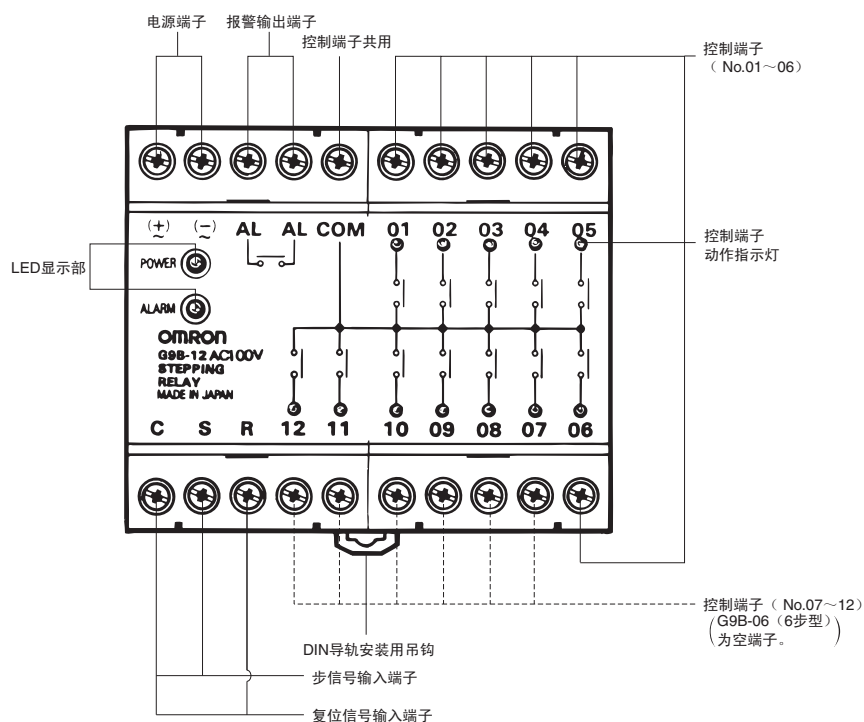 电源端子
报警输出端子
控制端子共用
控制端子
（No.01～06）
(+)
~
(−)
~
AL
AL
COM
01
02
03
04
05
控制端子
动作指示灯
LED显示部
POWER
ALARM
OMRON
G9B-12 AC100V
STEPPING
RELAY
MADE IN JAPAN
C
S
R
12
11
10
09
08
07
06
控制端子（No.07～12）
(G9B-06（6步型）
为空端子。)
DIN导轨安装用吊钩
步信号输入端子
复位信号输入端子